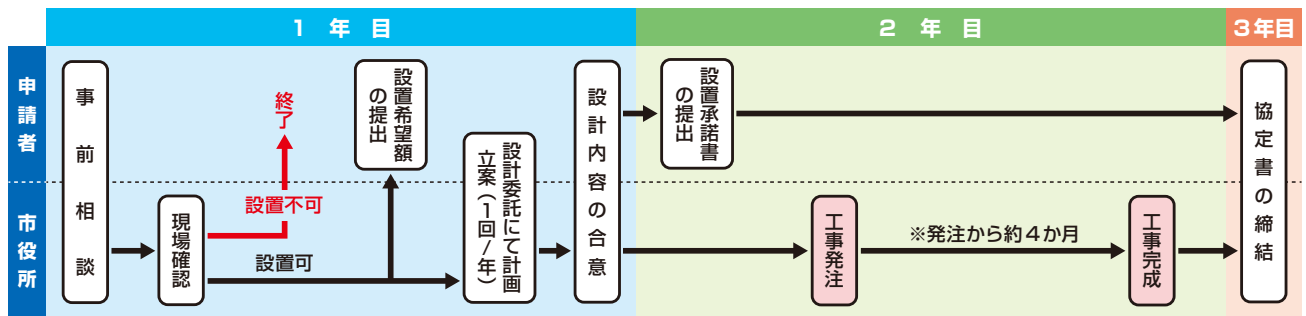 1年目
2年目
3年目
申請者
市役所
事前相談
現場確認
終了
設置不可
設置可
設置希望額
の提出
設計委託にて計画
立案(1回/年)
設計内容の合意
設置承諾書
の提出
工事発注
※発注から約4か月
工事完成
協定書の締結